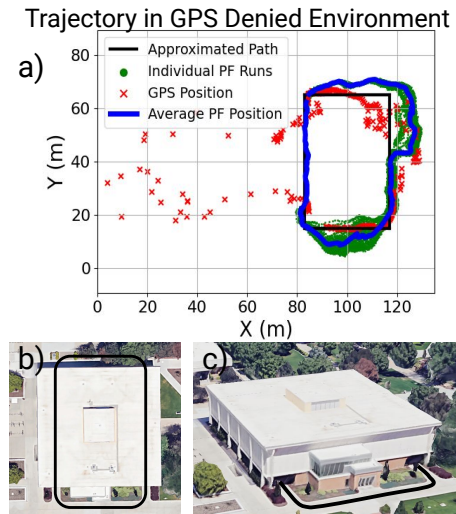 Trajectory in GPS Denied Environment
a)
Approximated Path
Individual PF Runs
GPS Position
Average PF Position
Y (m)
80
60
40
20
0
0 20 40 60 80 100 120
X (m)
b) c)